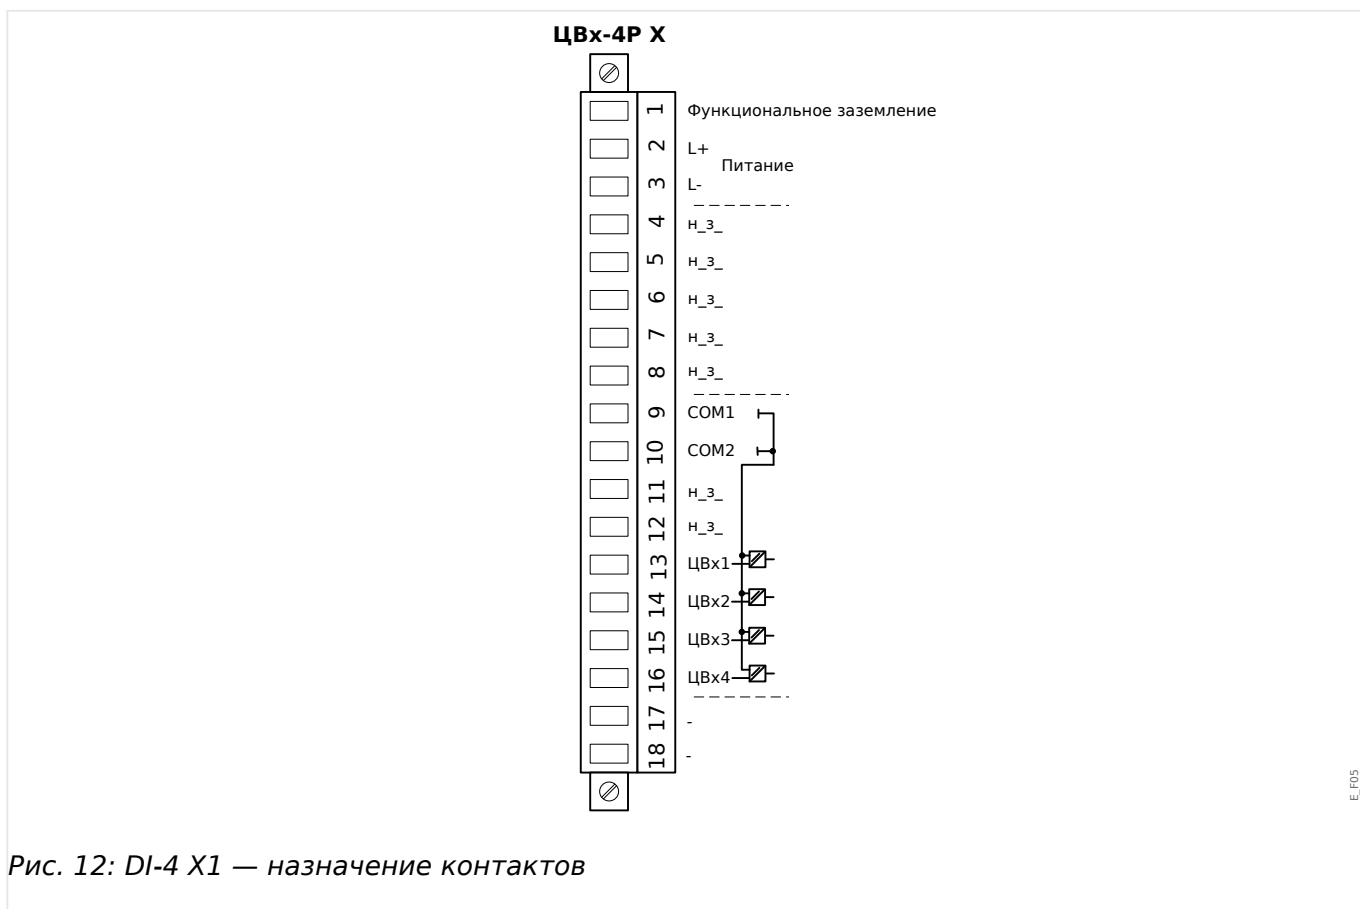 ЦВх-4P X
1 Функциональное заземление
2 L+
Питание
3 L-
4 н_з_
5 н_з_
6 н_з_
7 н_з_
8 н_з_
9 COM1
10 COM2
11 н_з_
12 н_з_
13 ЦВх1
14 ЦВх2
15 ЦВх3
16 ЦВх4
17 -
18 -
E_F05
Рис. 12: DI-4 X1 — назначение контактов